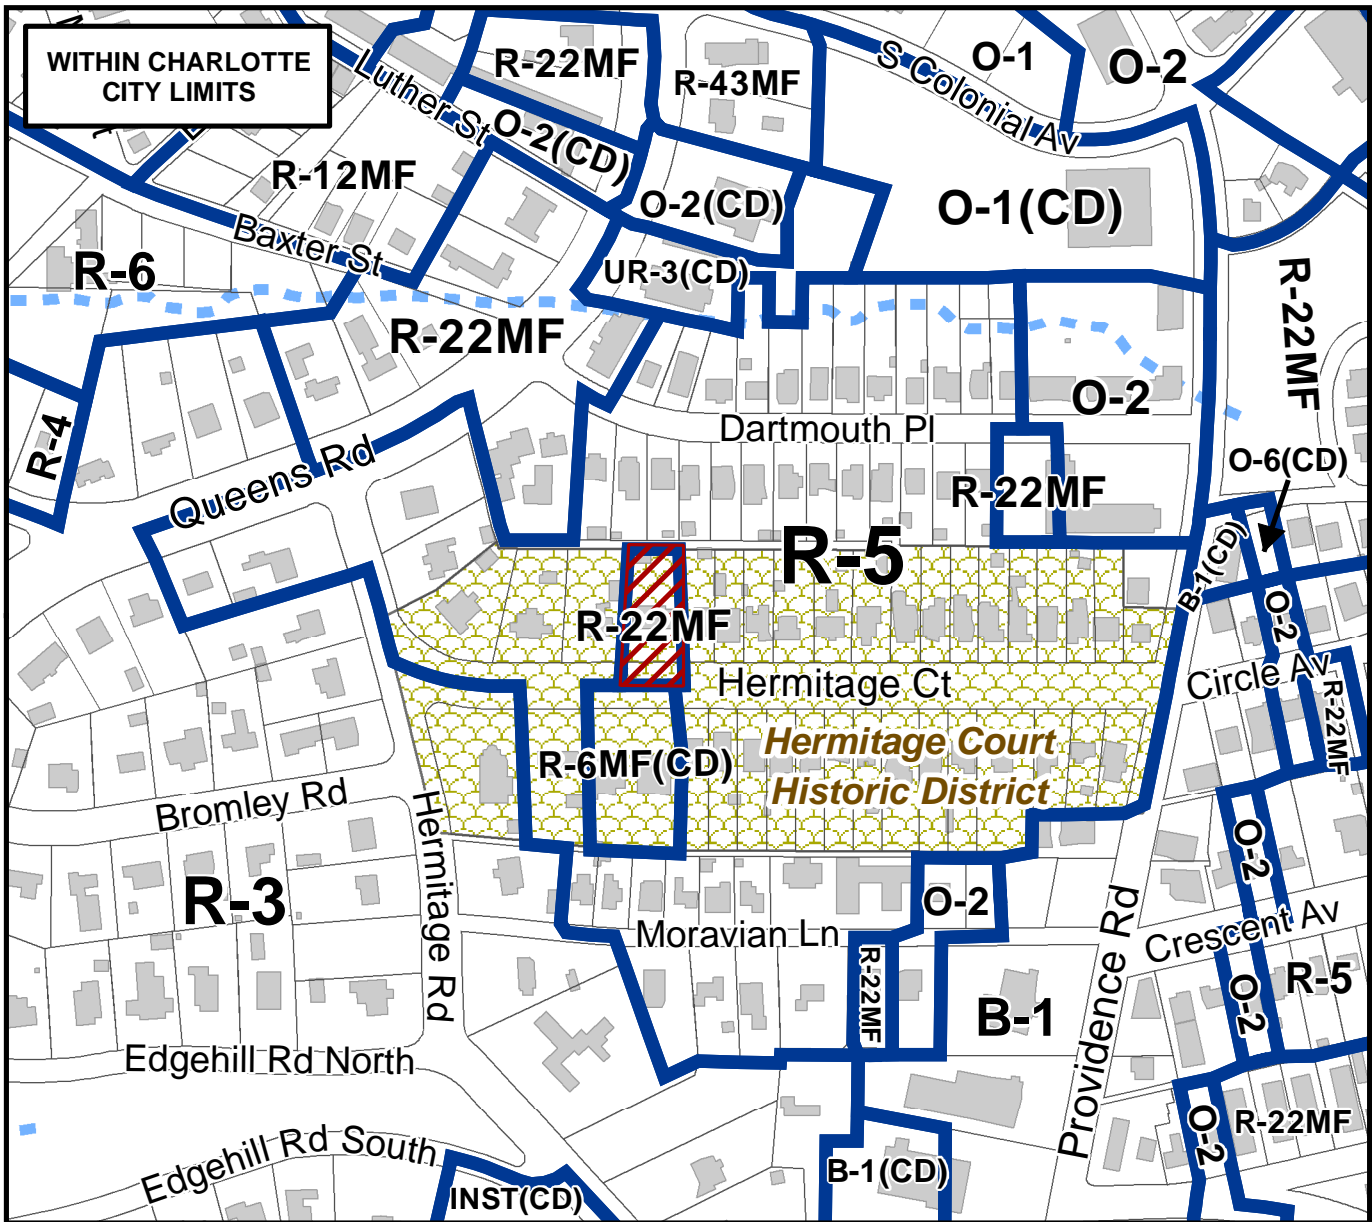 WITHIN CHARLOTTE
CITY LIMITS
R-22MF
R-43MF
S Colonial Av
O-1
O-2
Luther St
O-2(CD)
R-12MF
O-2(CD)
O-1(CD)
Baxter St
R-6
UR-3(CD)
R-22MF
R-22MF
O-2
R-4
Dartmouth Pl
Queens Rd
O-6(CD)
R-22MF
R-5
B-1(CD)
R-22MF
O-2
Hermitage Ct
Circle Av
R-22MF
R-6MF(CD)
Hermitage Court
Historic District
Bromley Rd
Hermitage Rd
O-2
R-3
O-2
Moravian Ln
Crescent Av
R-22MF
Providence Rd
O-2
R-5
B-1
Edgehill Rd North
O-2
R-22MF
Edgehill Rd South
B-1(CD)
INST(CD)